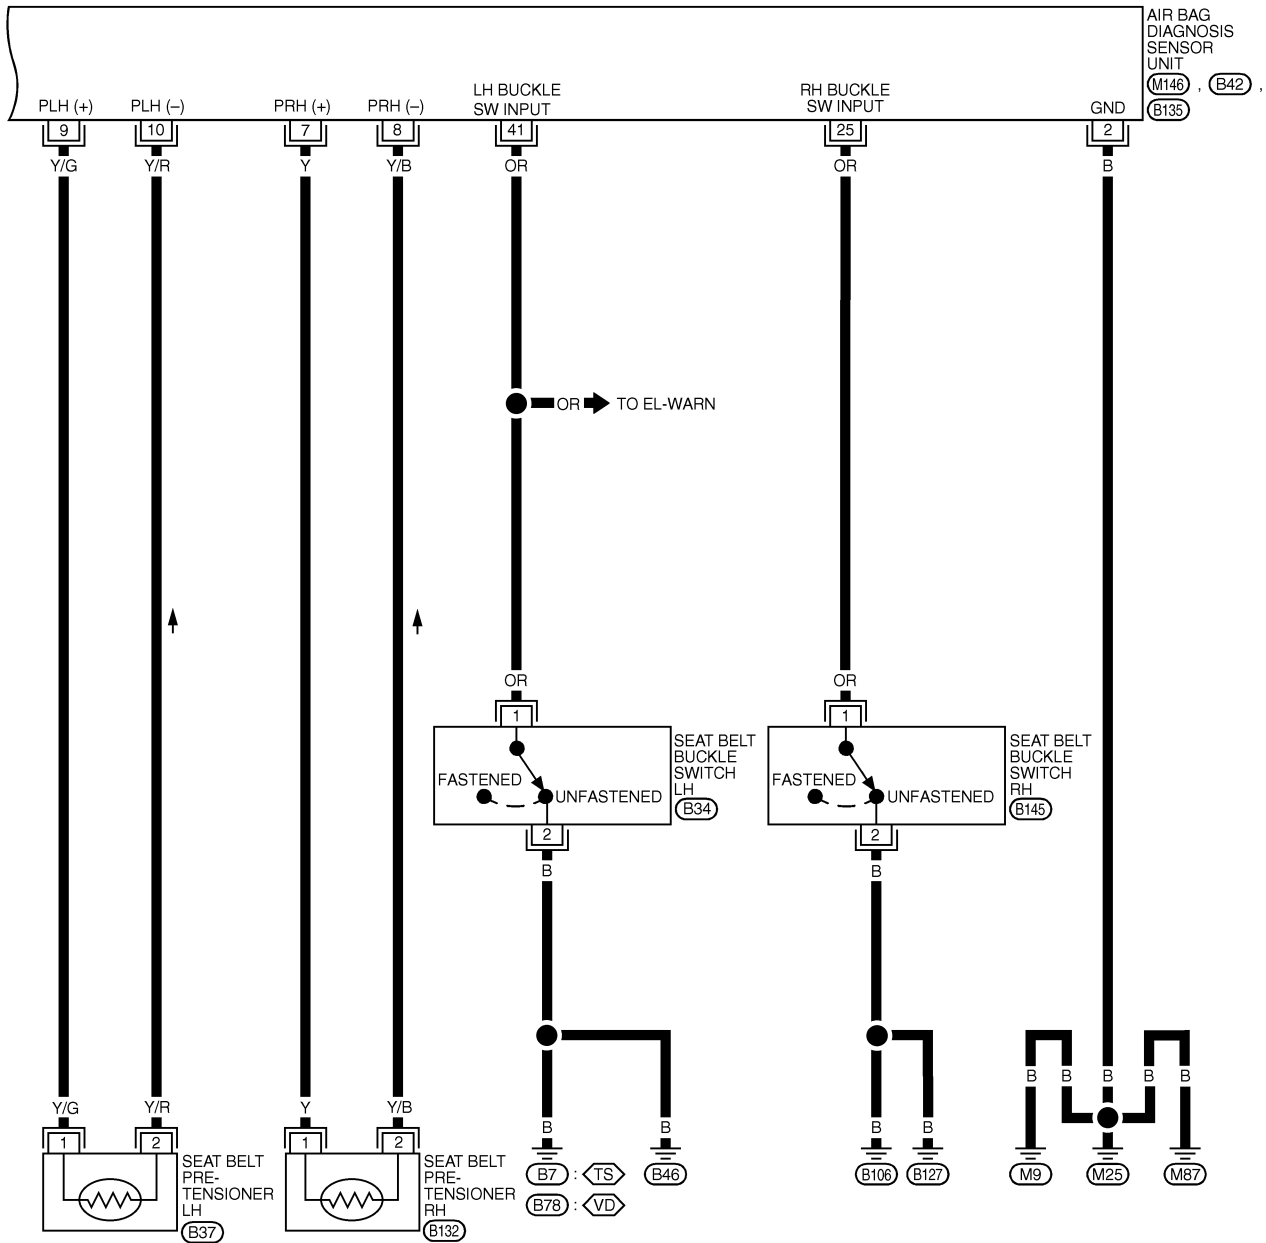 AIR BAG
DIAGNOSIS
SENSOR
UNIT
M146 , B42 ,
B135
PLH (+) PLH (–) PRH (+) PRH (–) LH BUCKLE
SW INPUT RH BUCKLE
SW INPUT GND
9 10 7 8 41 25 2
Y/G Y/R Y Y/B OR OR B
OR TO EL-WARN
OR OR
1 1
SEAT BELT
BUCKLE
SWITCH
LH
B34
FASTENED
UNFASTENED
SEAT BELT
BUCKLE
SWITCH
RH
B145
FASTENED
UNFASTENED
2 2
B B
B B B B B
Y/G Y/R Y Y/B
B B B B
1 2 1 2
SEAT BELT
PRE-
TENSIONER
LH
B37
SEAT BELT
PRE-
TENSIONER
RH
B132
B7 : TS B46 B106 B127 M9 M25 M87
B78 : VD